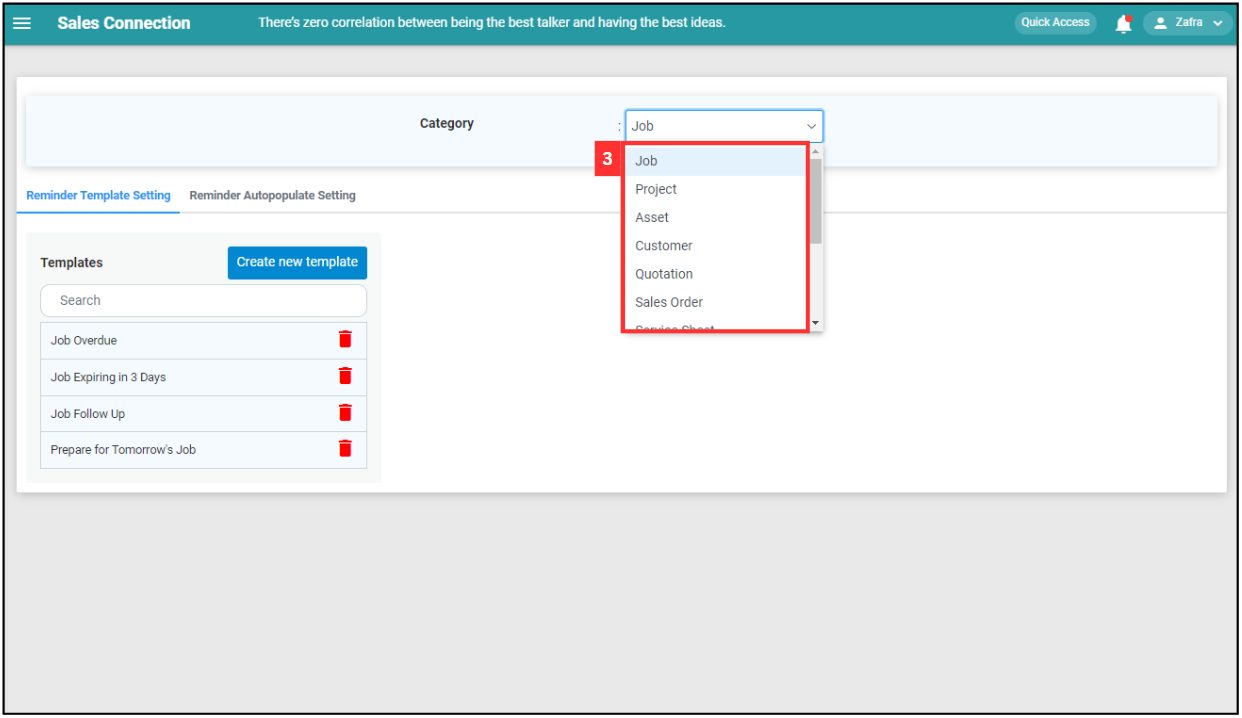 Sales Connection
There's zero correlation between being the best talker and having the best ideas.
Quick Access
Zafra
Category : Job
3
Job
Project
Asset
Customer
Quotation
Sales Order
Service Sheet
Reminder Template Setting
Reminder Autopopulate Setting
Templates
Create new template
Search
Job Overdue
Job Expiring in 3 Days
Job Follow Up
Prepare for Tomorrow's Job